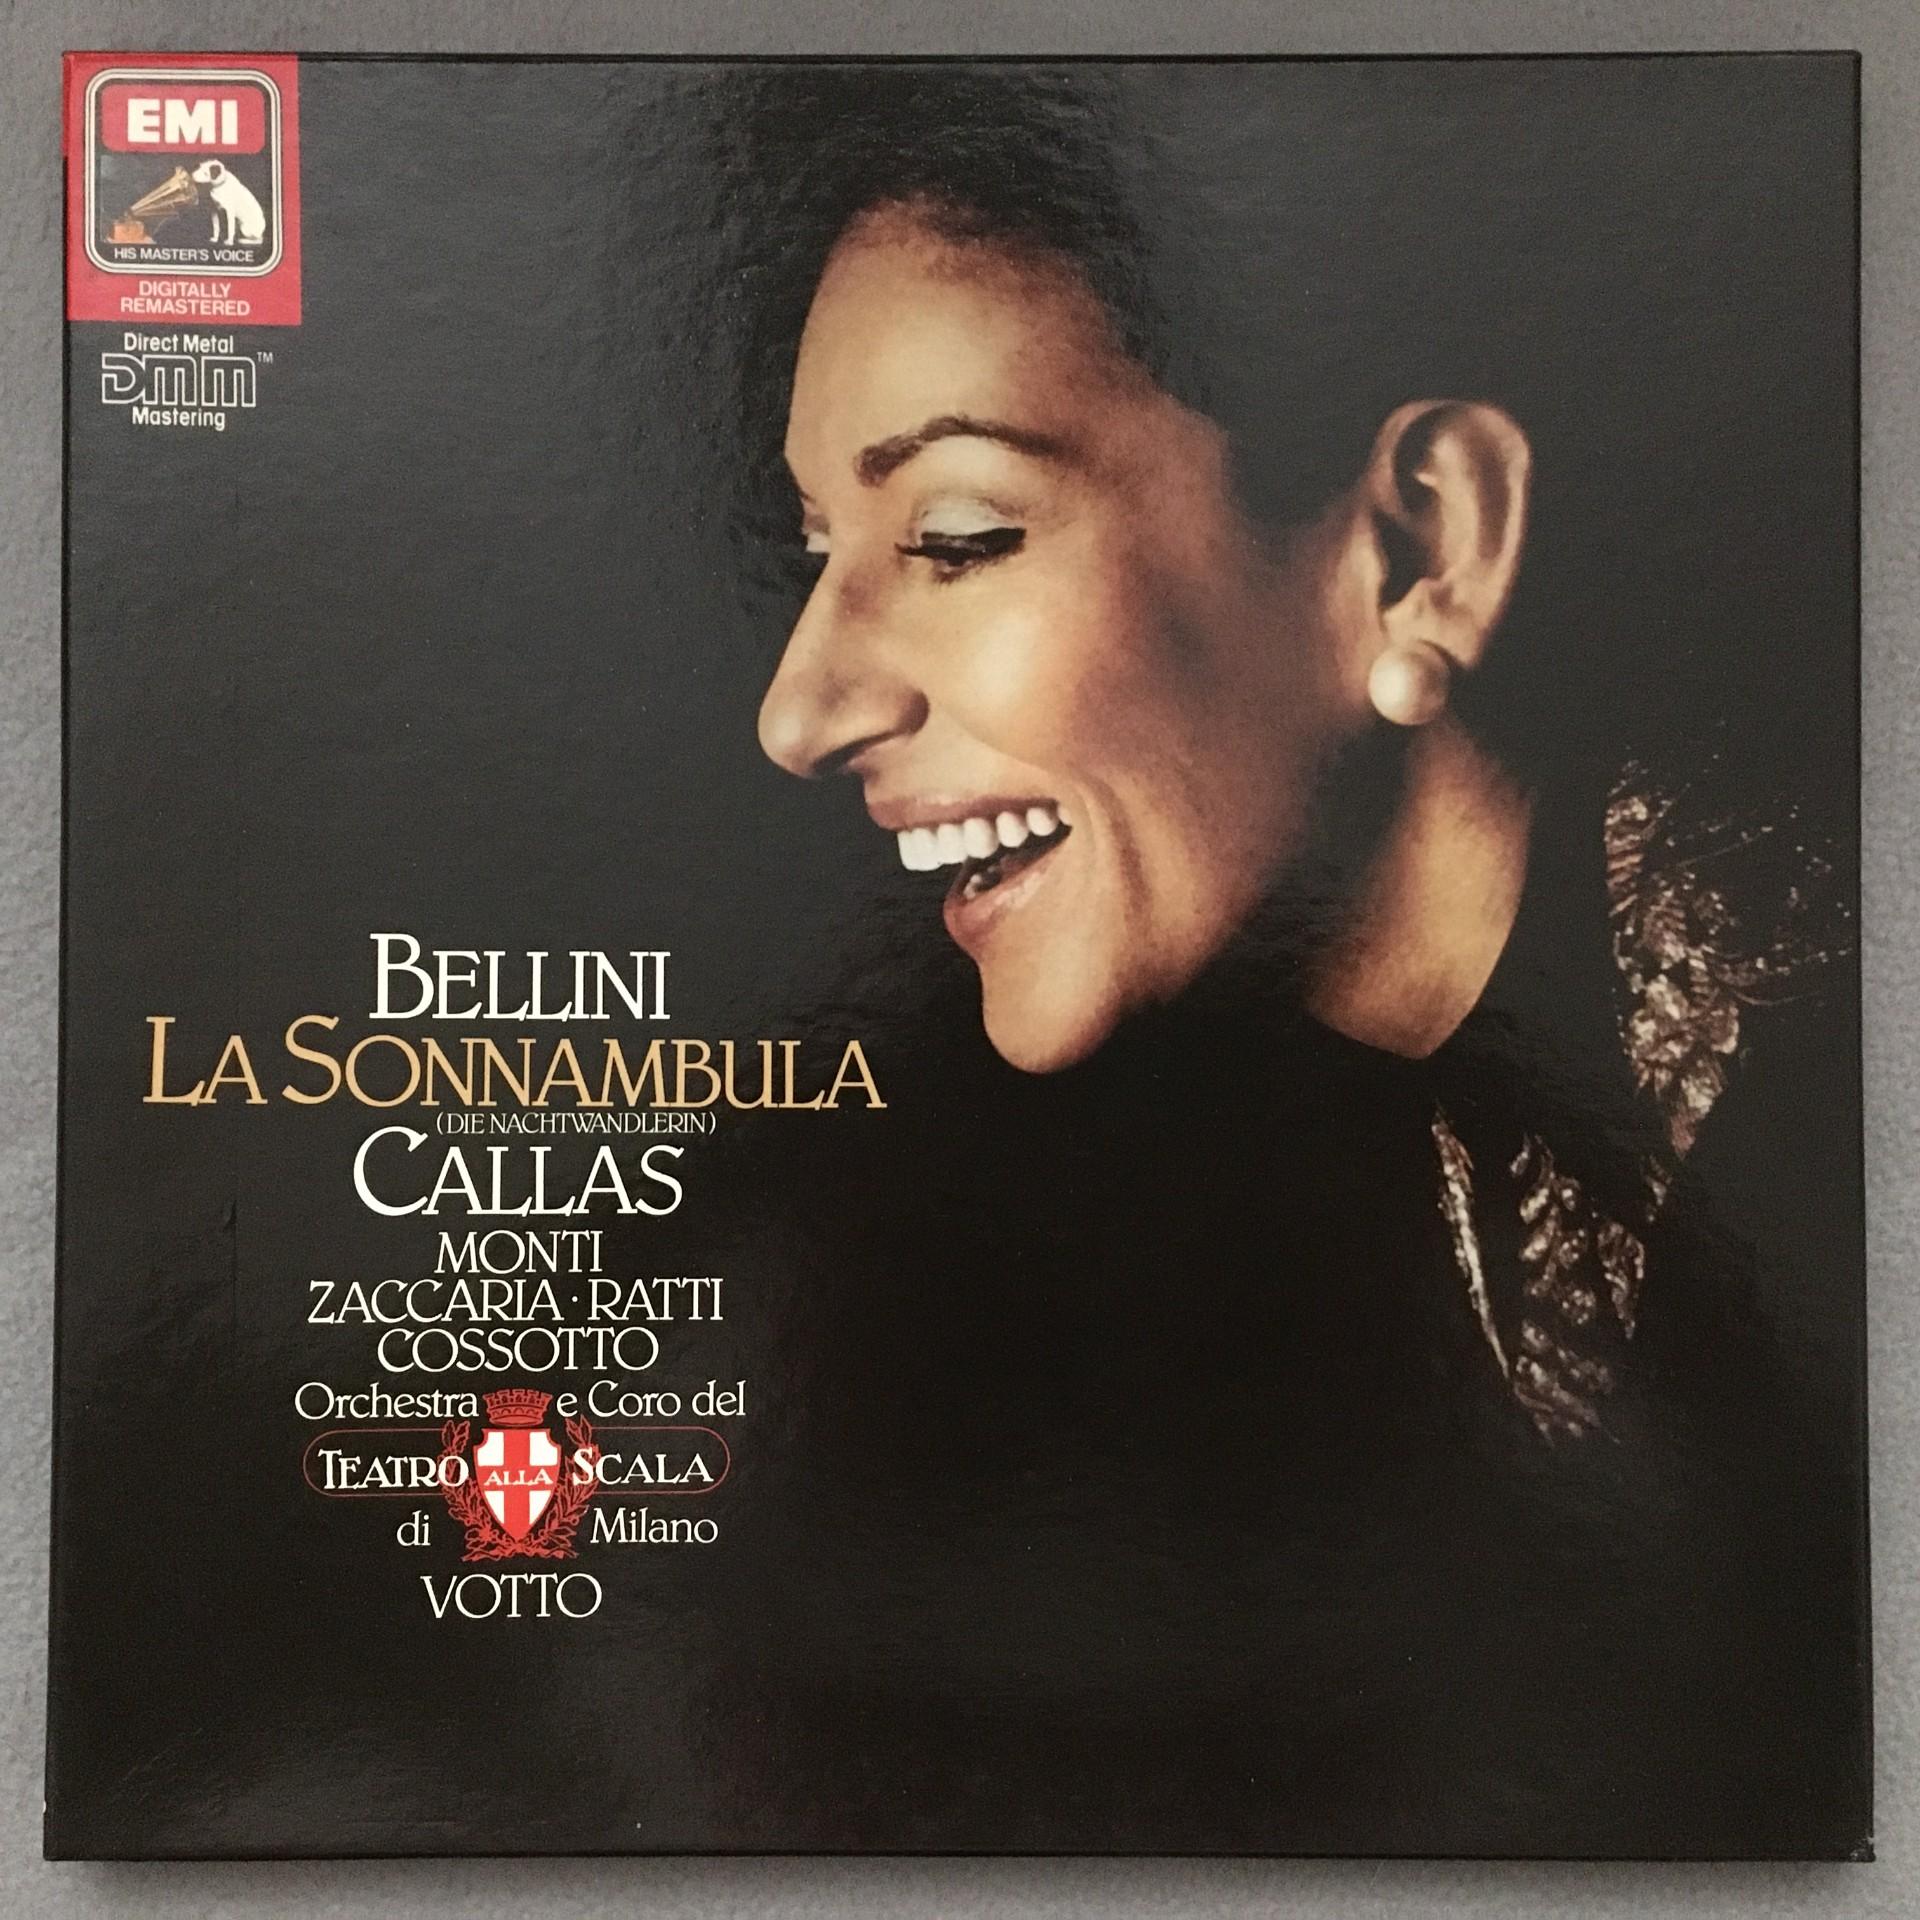 EMI
HIS MASTER'S VOICE
DIGITALLY
REMASTERED
Direct Metal
DMM™
Mastering
BELLINI
LA SONNAMBULA
(DIE NACHTWANDLERIN)
CALLAS
MONTI
ZACCARIA · RATTI
COSSOTTO
Orchestra e Coro del
TEATRO ALLA SCALA
di Milano
VOTTO